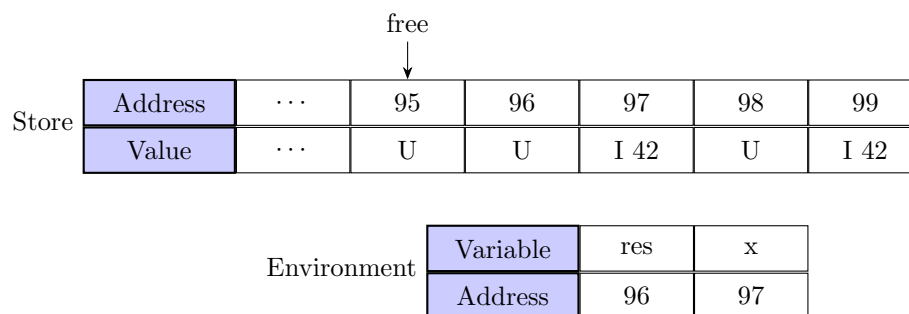 free
Store
Address ··· 95 96 97 98 99
Value ··· U U I 42 U I 42
Environment
Variable res x
Address 96 97